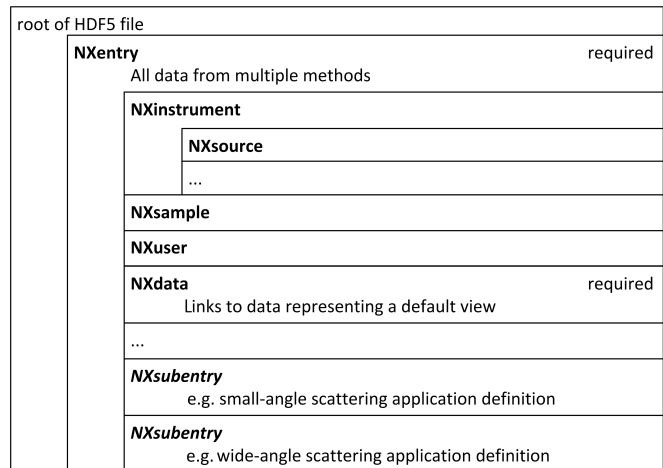 root of HDF5 file
NXentry required
All data from multiple methods
NXinstrument
NXsource
...
NXsample
NXuser
NXdata required
Links to data representing a default view
...
NXsubentry
e.g. small-angle scattering application definition
NXsubentry
e.g. wide-angle scattering application definition